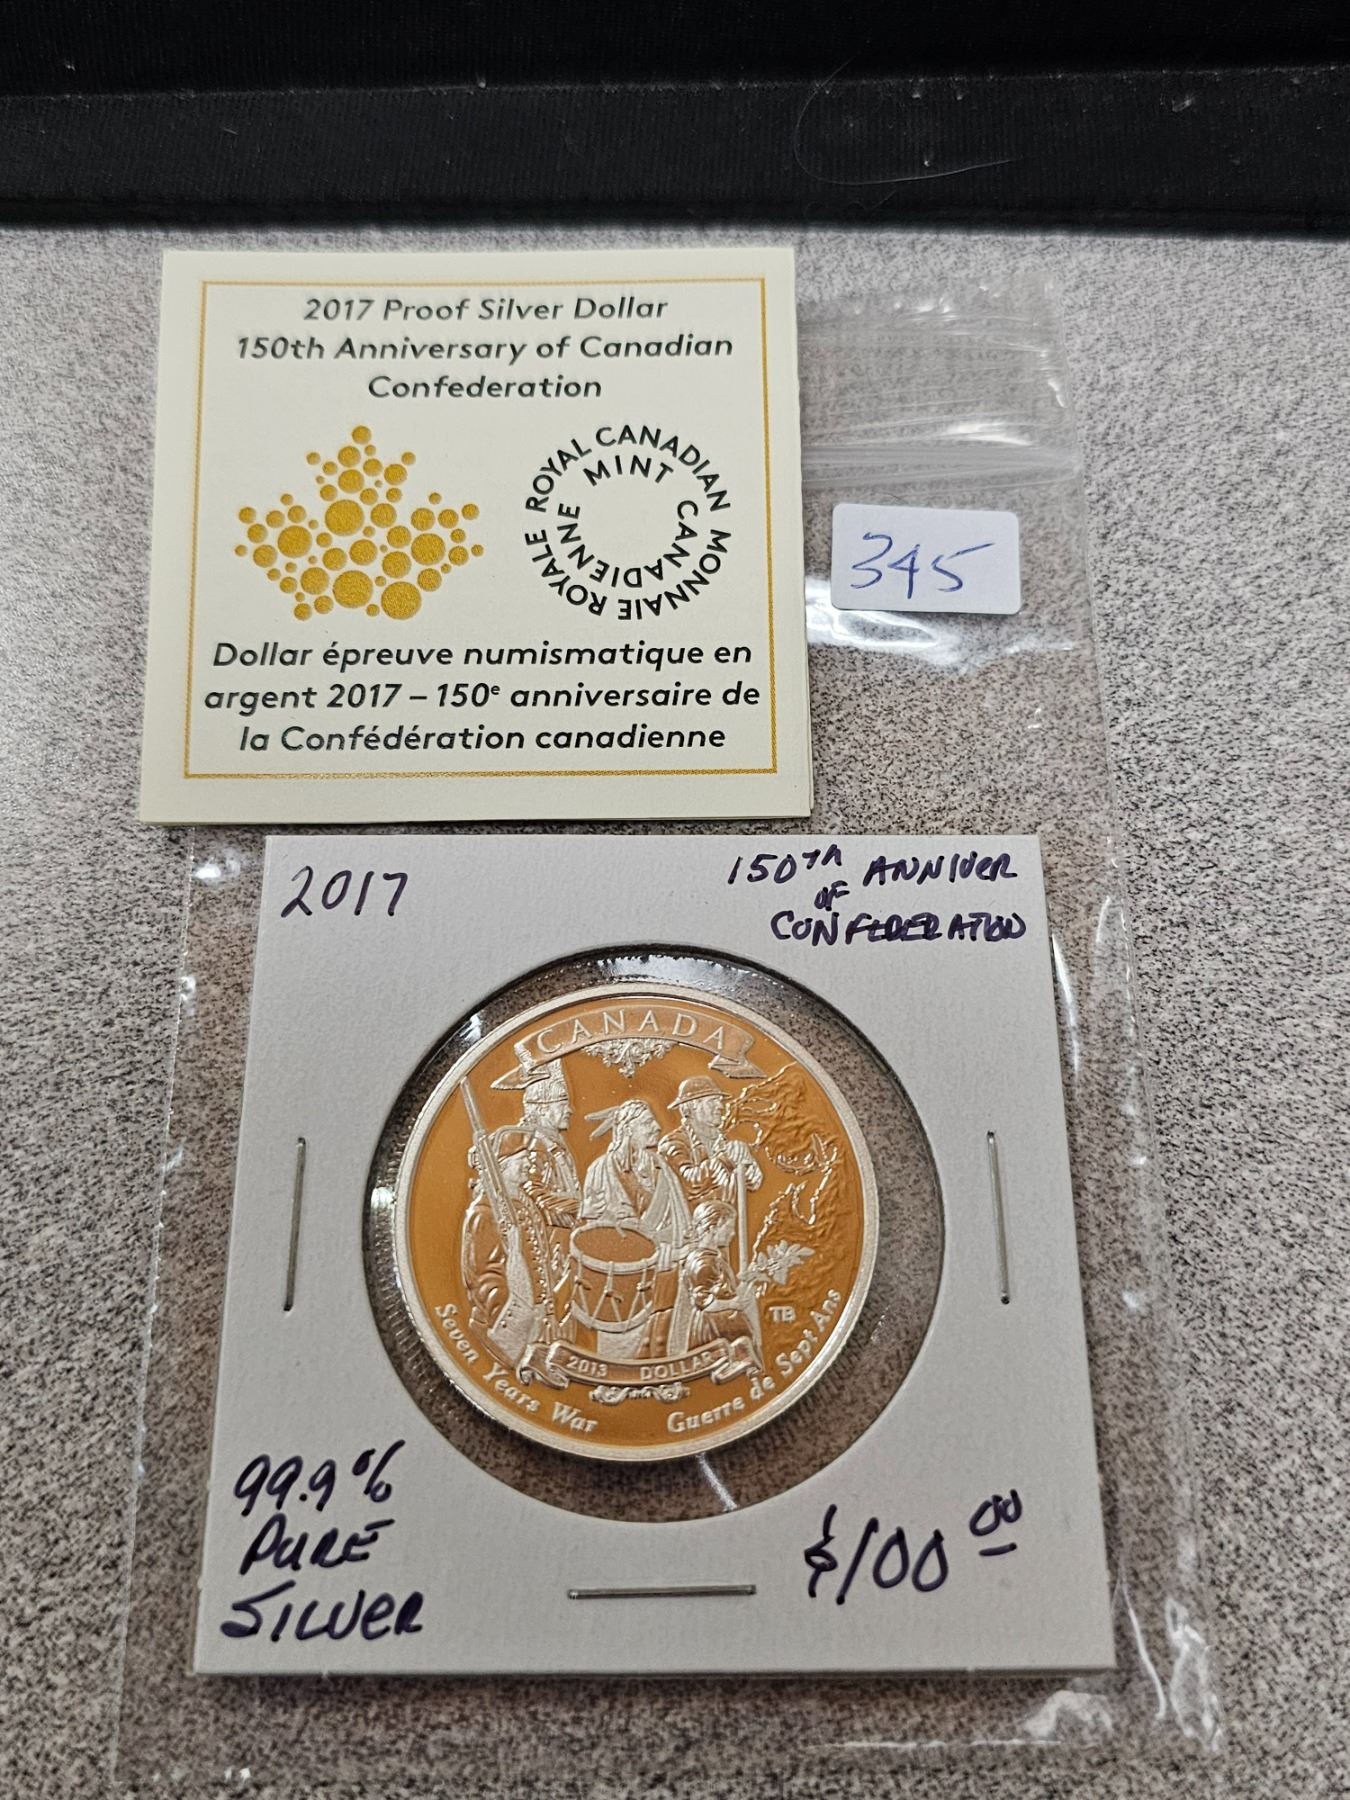 2017 Proof Silver Dollar
150th Anniversary of Canadian
Confederation
ROYAL CANADIAN MINT
MONNAIE ROYALE CANADIENNE
Dollar épreuve numismatique en
argent 2017 – 150e anniversaire de
la Confédération canadienne
345
2017
150TH ANNIVER
OF
CONFEDERATION
CANADA
TB
2013 DOLLAR
Seven Years War
Guerre de Sept Ans
99.9%
PURE
SILVER
$100.00